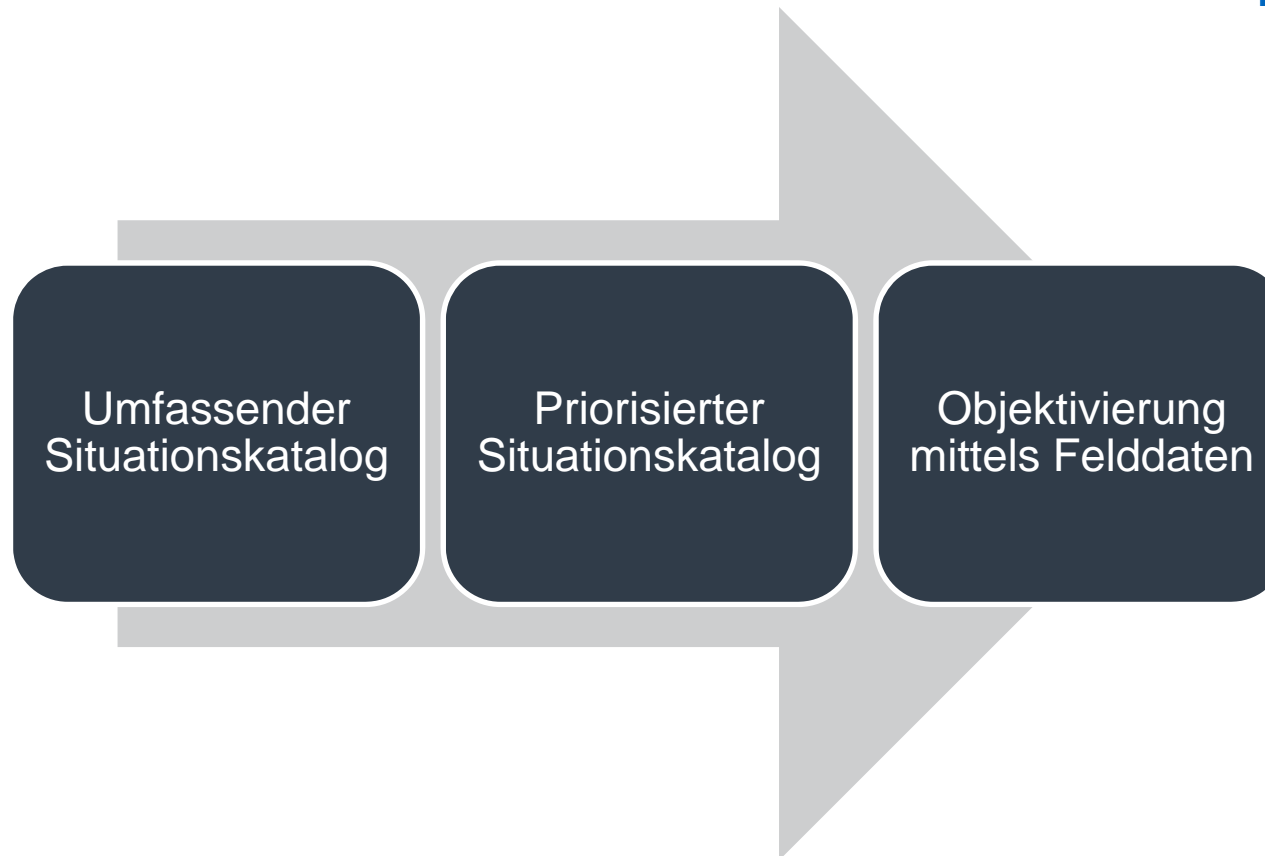 Umfassender
Situationskatalog
Priorisierter
Situationskatalog
Objektivierung
mittels Felddaten